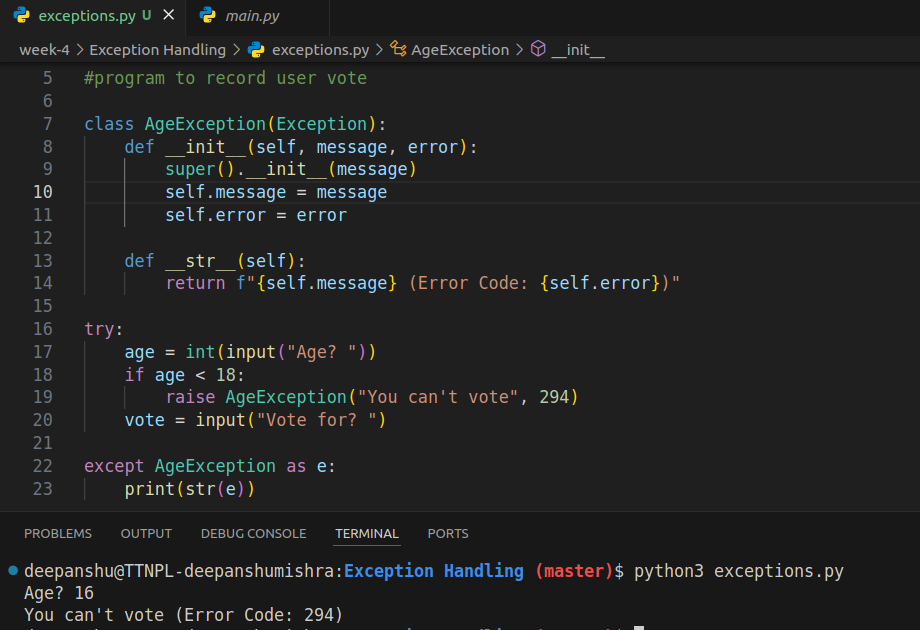 exceptions.py U
main.py
week-4 > Exception Handling > exceptions.py > AgeException > __init__
5 #program to record user vote
6
7 class AgeException(Exception):
8     def __init__(self, message, error):
9         super().__init__(message)
10         self.message = message
11         self.error = error
12
13     def __str__(self):
14         return f"{self.message} (Error Code: {self.error})"
15
16 try:
17     age = int(input("Age? "))
18     if age < 18:
19         raise AgeException("You can't vote", 294)
20     vote = input("Vote for? ")
21
22 except AgeException as e:
23     print(str(e))
PROBLEMS OUTPUT DEBUG CONSOLE TERMINAL PORTS
deepanshu@TTNPL-deepanshumishra:Exception Handling (master)$ python3 exceptions.py
Age? 16
You can't vote (Error Code: 294)